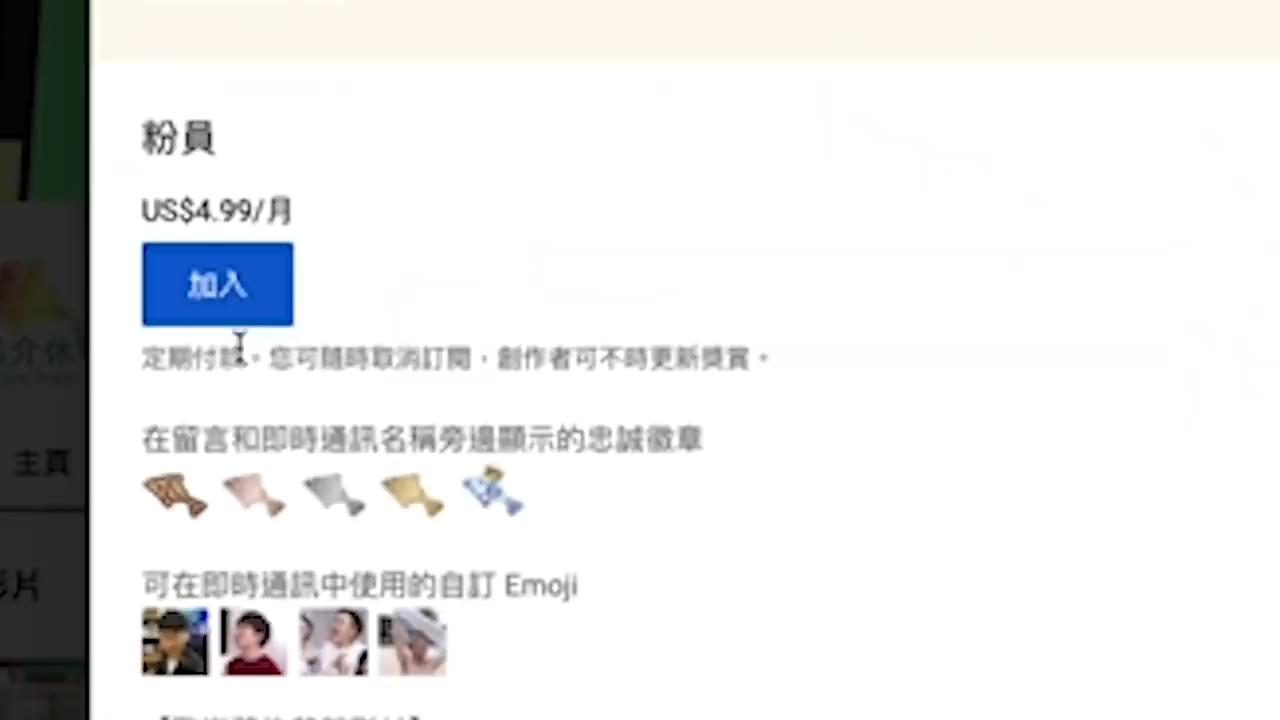 粉員
US$4.99/月
加入
定期付款。您可隨時取消訂閱，創作者可不時更新獎賞。
在留言和即時通訊名稱旁邊顯示的忠誠徽章
可在即時通訊中使用的自訂 Emoji
主頁
影片